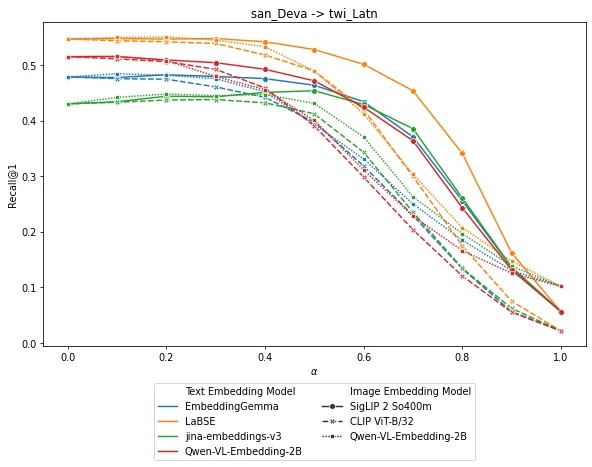 san_Deva -> twi_Latn
Recall@1
0.5
0.4
0.3
0.2
0.1
0.0
0.0 0.2 0.4 0.6 0.8 1.0
α
Text Embedding Model
EmbeddingGemma
LaBSE
jina-embeddings-v3
Qwen-VL-Embedding-2B
Image Embedding Model
SigLIP 2 So400m
CLIP ViT-B/32
Qwen-VL-Embedding-2B